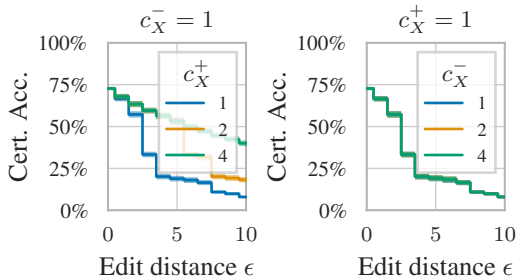 c_X^- = 1
Cert. Acc.
100%
75%
50%
25%
0%
c_X^+
1
2
4
0
5
10
Edit distance ϵ
c_X^+ = 1
Cert. Acc.
100%
75%
50%
25%
0%
c_X^-
1
2
4
0
5
10
Edit distance ϵ